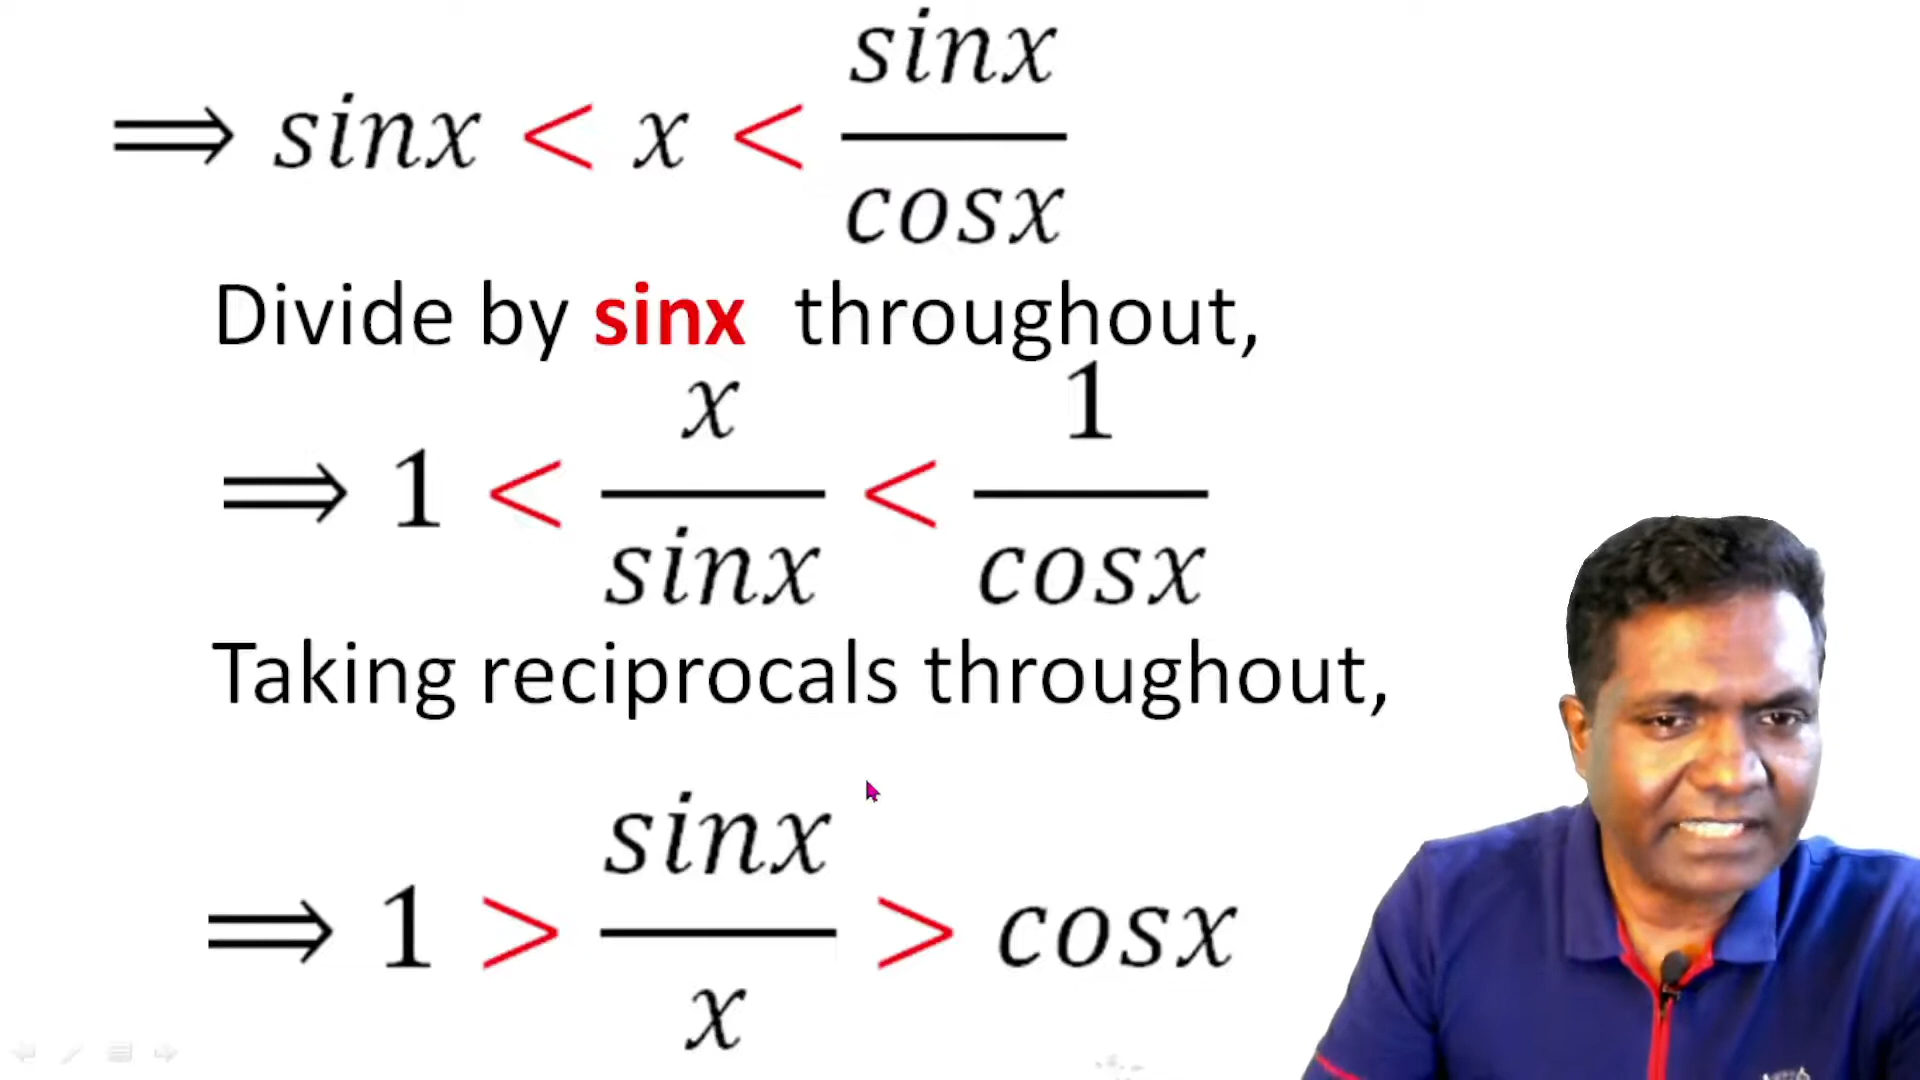 ⟹ sinx < x < sinx/cosx
Divide by sinx throughout,
⟹ 1 < x/sinx < 1/cosx
Taking reciprocals throughout,
⟹ 1 > sinx/x > cosx